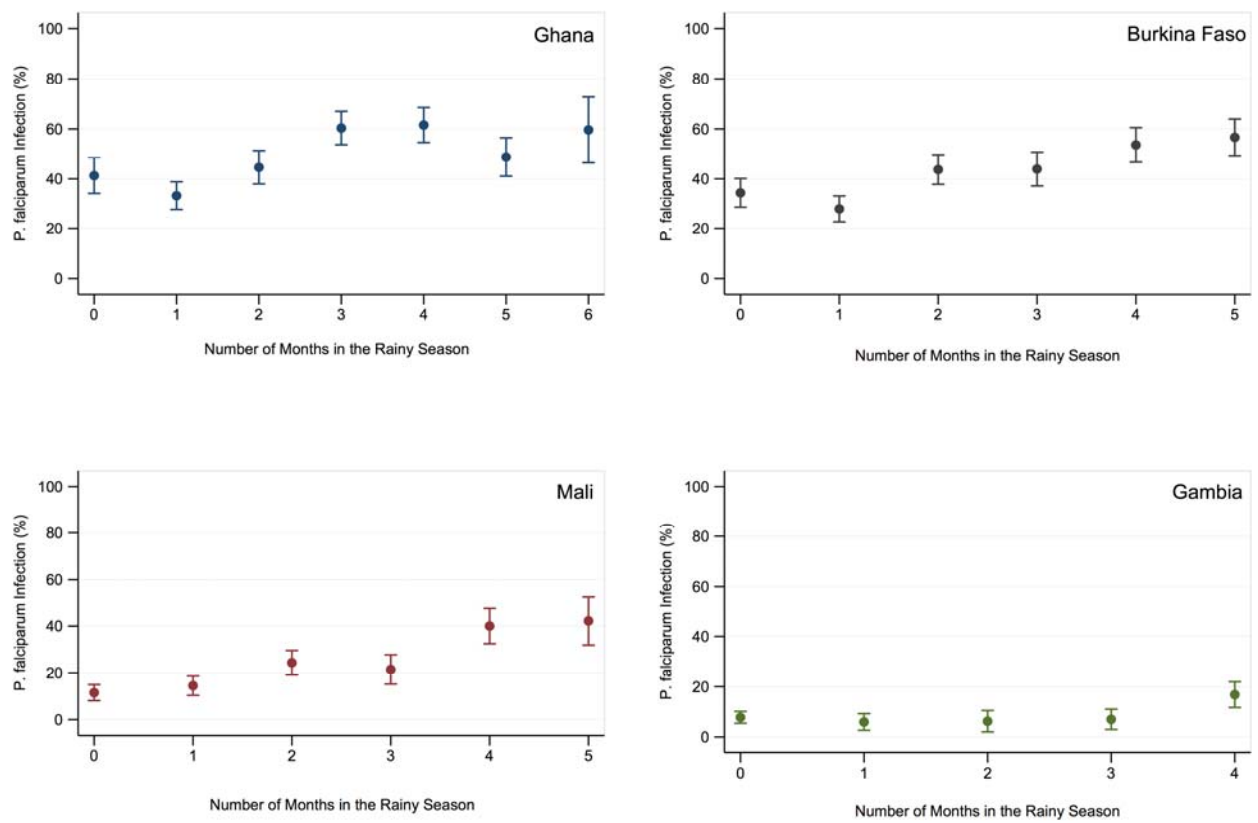 Ghana
P. falciparum Infection (%)
100
80
60
40
20
0
0 1 2 3 4 5 6
Number of Months in the Rainy Season
Burkina Faso
P. falciparum Infection (%)
100
80
60
40
20
0
0 1 2 3 4 5
Number of Months in the Rainy Season
Mali
P. falciparum Infection (%)
100
80
60
40
20
0
0 1 2 3 4 5
Number of Months in the Rainy Season
Gambia
P. falciparum Infection (%)
100
80
60
40
20
0
0 1 2 3 4
Number of Months in the Rainy Season